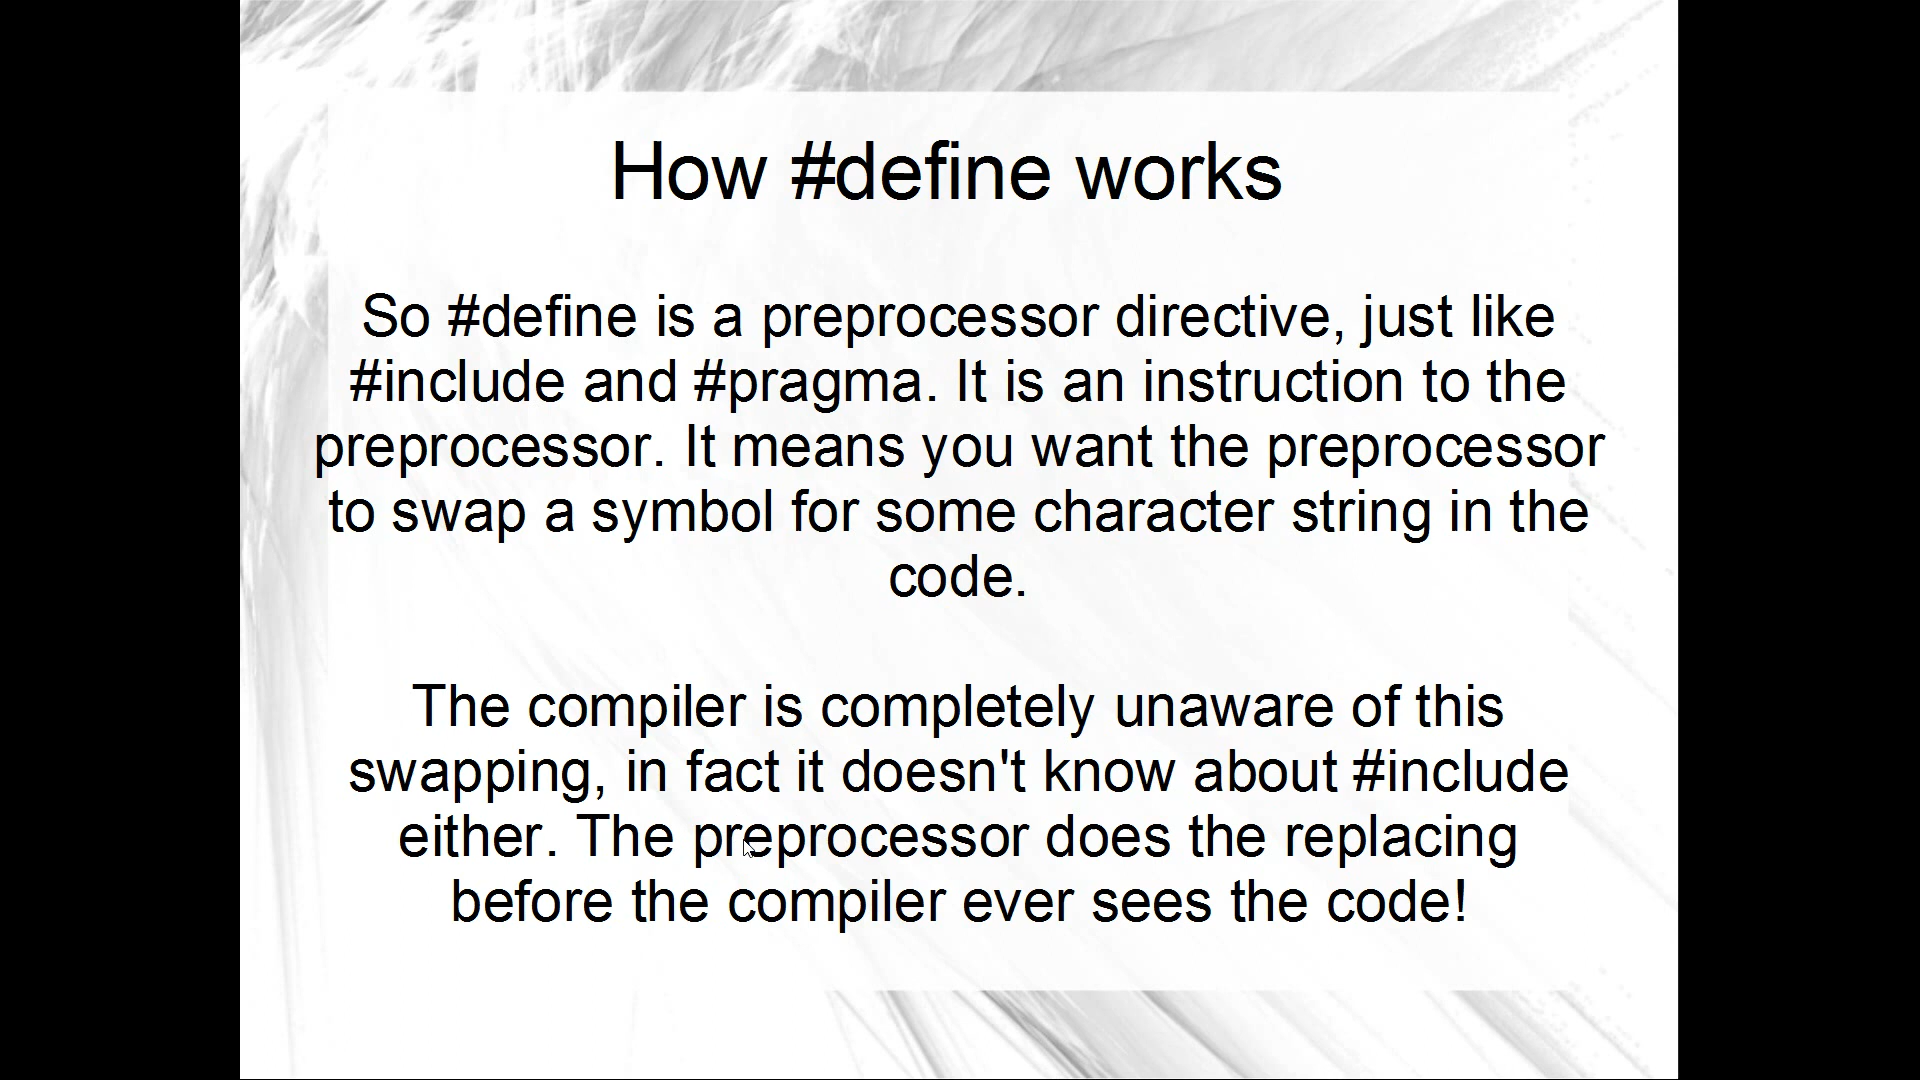 How #define works
So #define is a preprocessor directive, just like
#include and #pragma. It is an instruction to the
preprocessor. It means you want the preprocessor
to swap a symbol for some character string in the
code.
The compiler is completely unaware of this
swapping, in fact it doesn't know about #include
either. The preprocessor does the replacing
before the compiler ever sees the code!